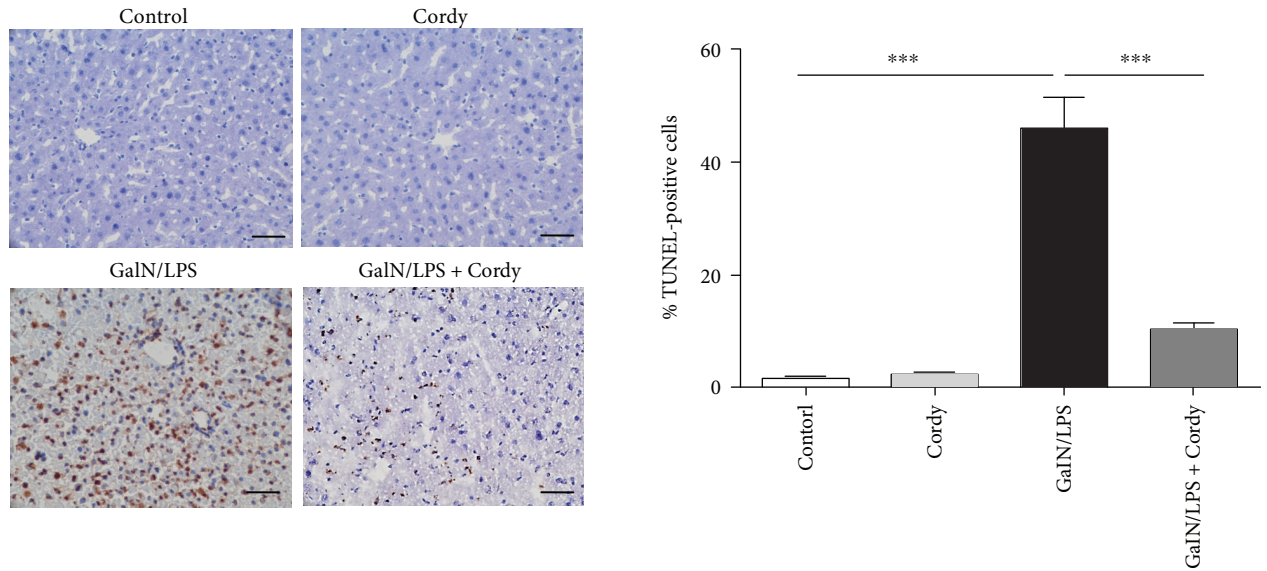 Control
Cordy
GalN/LPS
GalN/LPS + Cordy
% TUNEL-positive cells
60
40
20
0
***
***
Contorl
Cordy
GalN/LPS
GalN/LPS + Cordy